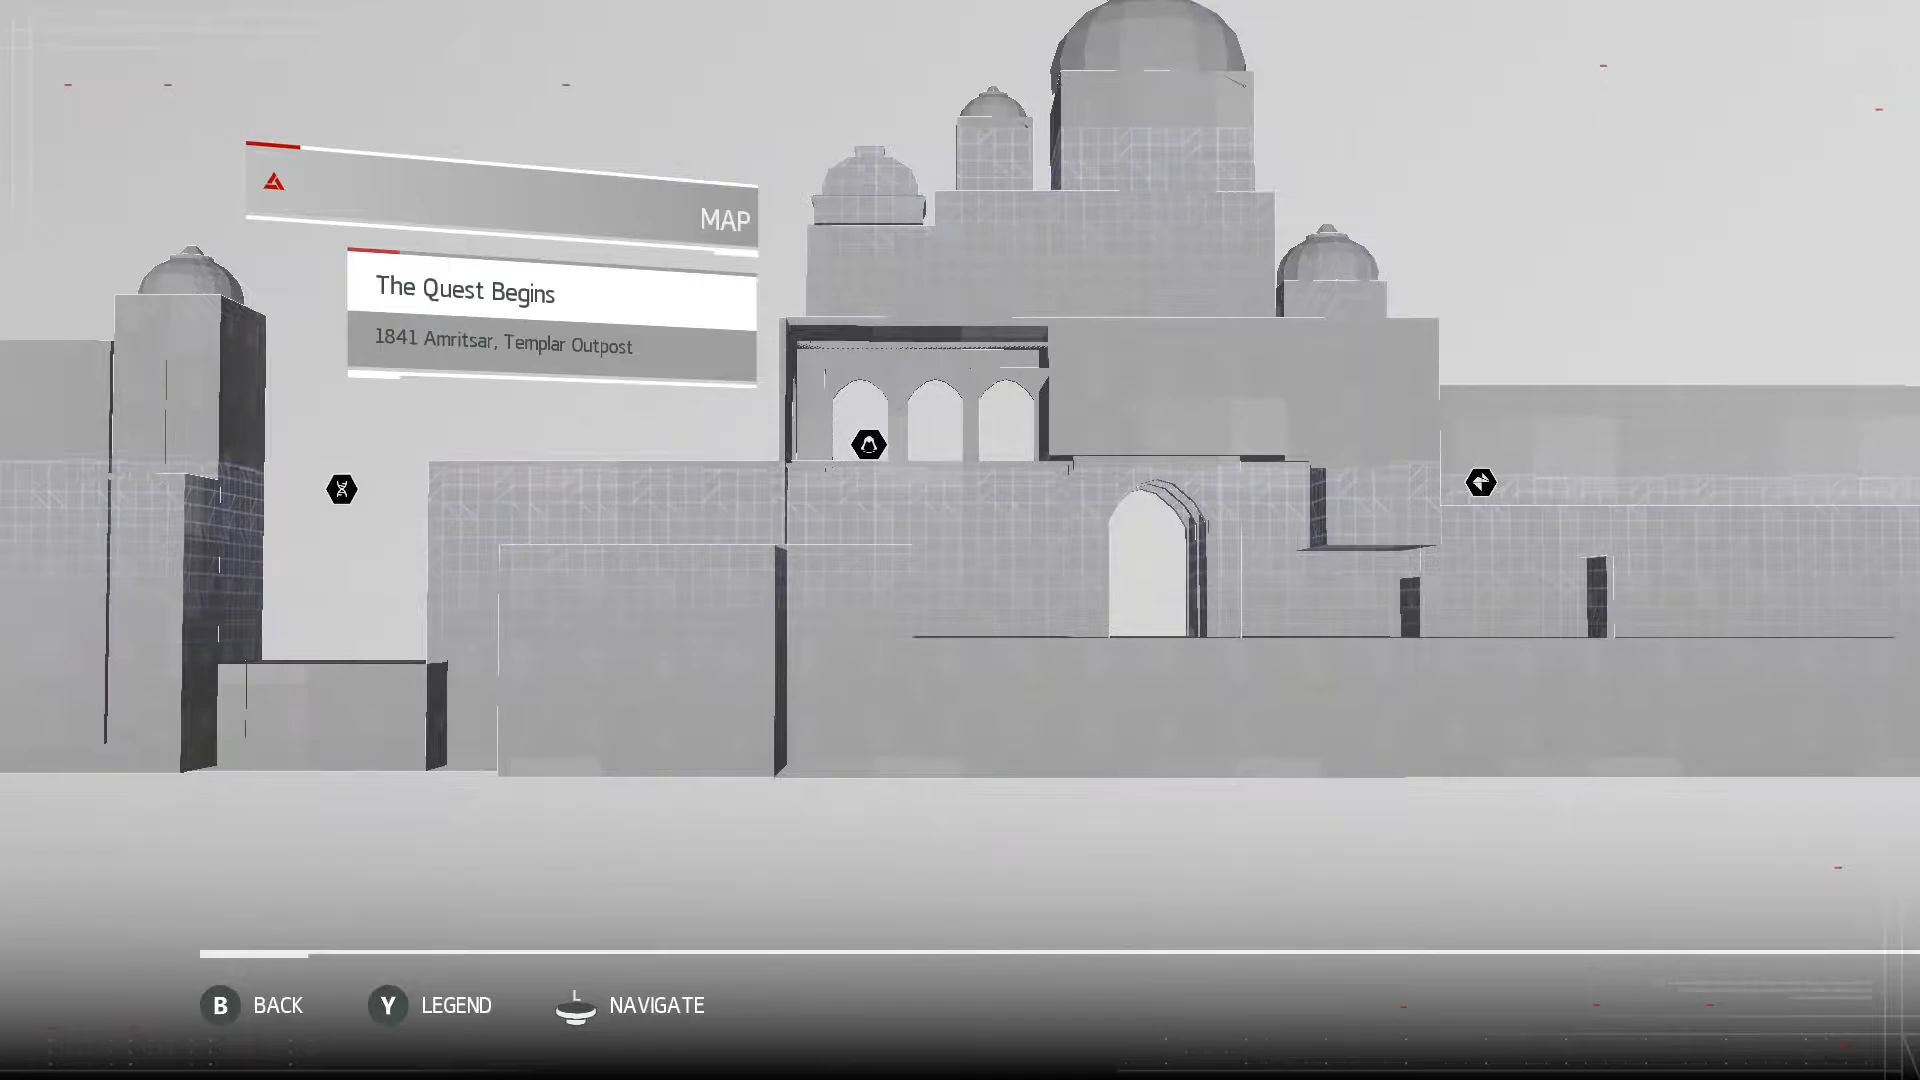 MAP
The Quest Begins
1841 Amritsar, Templar Outpost
B BACK
Y LEGEND
L NAVIGATE